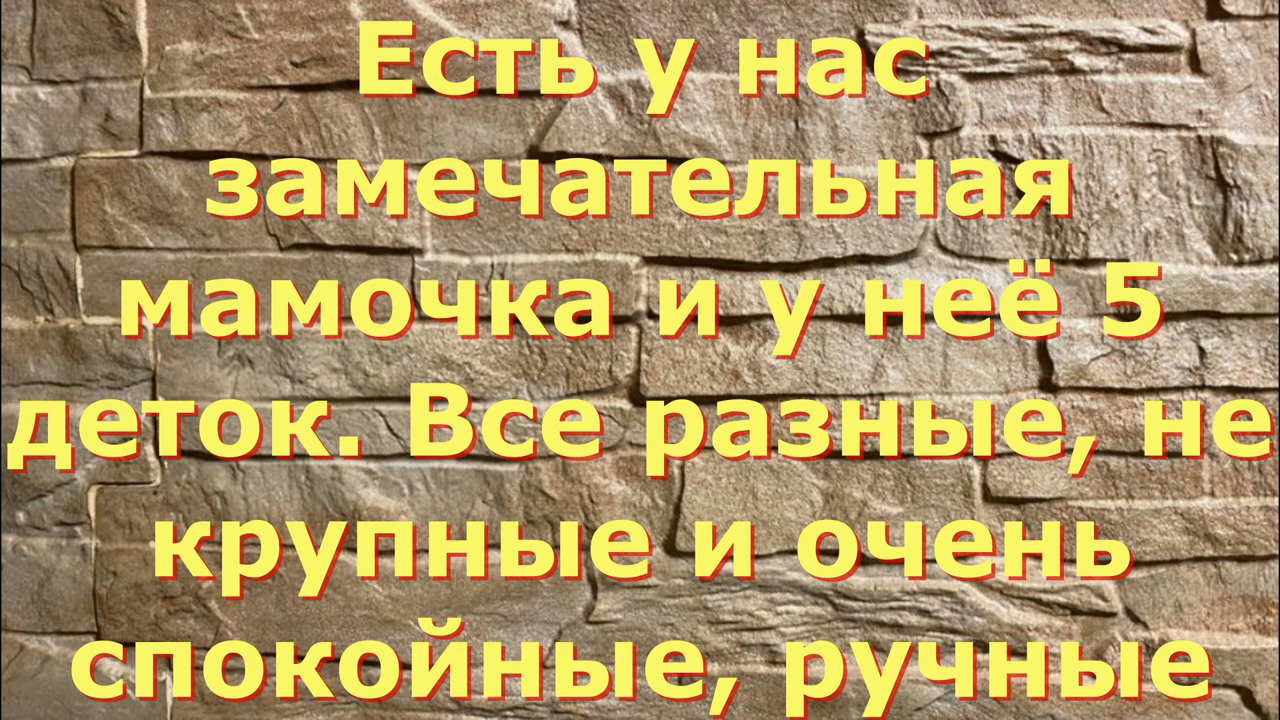 Есть у нас
замечательная
мамочка и у неё 5
деток. Все разные, не
крупные и очень
спокойные, ручные